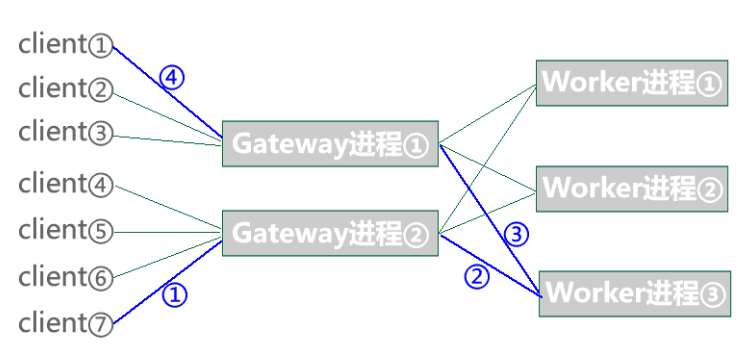 client①
client②
client③
client④
client⑤
client⑥
client⑦
④
①
Gateway进程①
Gateway进程②
③
②
Worker进程①
Worker进程②
Worker进程③